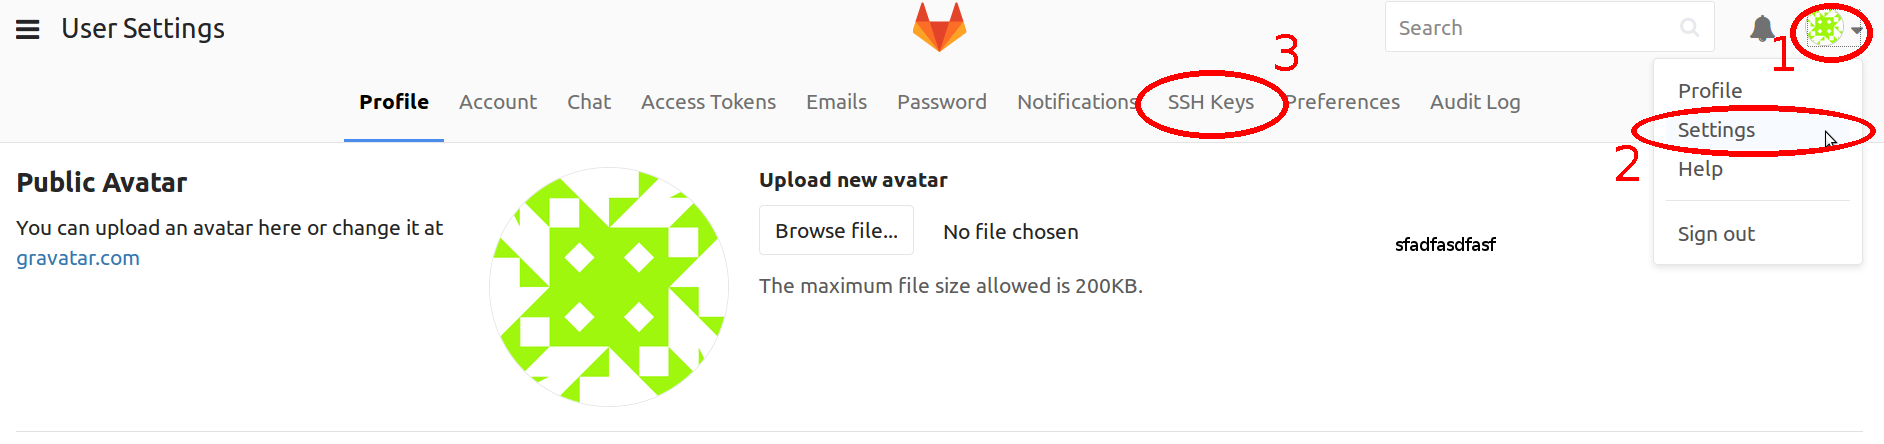 User Settings
Search
1
3
Profile Account Chat Access Tokens Emails Password Notifications SSH Keys Preferences Audit Log
Profile
Settings
2
Help
Sign out
Public Avatar
You can upload an avatar here or change it at
gravatar.com
Upload new avatar
Browse file... No file chosen
sfadfasdfasf
The maximum file size allowed is 200KB.